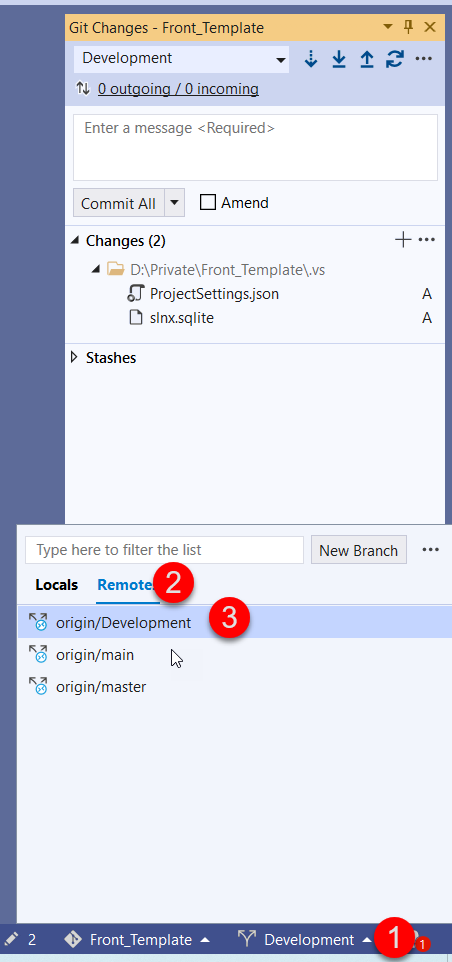 Git Changes - Front_Template
Development
0 outgoing / 0 incoming
Enter a message <Required>
Commit All
Amend
Changes (2)
D:\Private\Front_Template\.vs
ProjectSettings.json A
slnx.sqlite A
Stashes
Type here to filter the list
New Branch
Locals Remotes 2
origin/Development 3
origin/main
origin/master
2 Front_Template Development 1 1